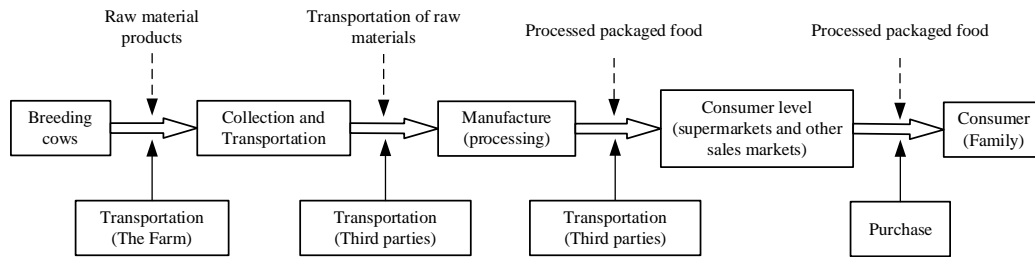 Raw material
products
Transportation of raw
materials
Processed packaged food
Processed packaged food
Breeding
cows
Collection and
Transportation
Manufacture
(processing)
Consumer level
(supermarkets and other
sales markets)
Consumer
(Family)
Transportation
(The Farm)
Transportation
(Third parties)
Transportation
(Third parties)
Purchase